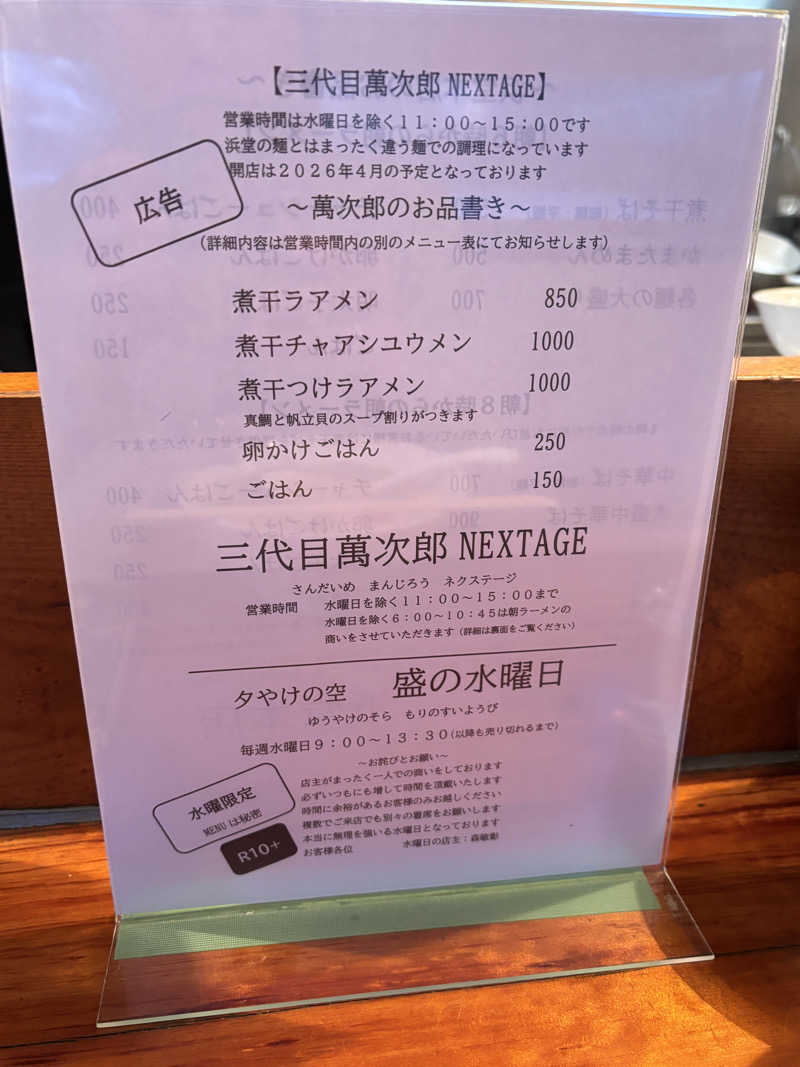 【三代目萬次郎 NEXTAGE】
営業時間は水曜日を除く１１：００～１５：００です
浜堂の麺とはまったく違う麺での調理になっています
開店は２０２６年４月の予定となっております
広告
～萬次郎のお品書き～
（詳細内容は営業時間内の別のメニュー表にてお知らせします）
煮干ラアメン 850
煮干チャアシユウメン 1000
煮干つけラアメン 1000
真鯛と帆立貝のスープ割りがつきます
卵かけごはん 250
ごはん 150
三代目萬次郎 NEXTAGE
さんだいめ まんじろう ネクステージ
営業時間 水曜日を除く１１：００～１５：００まで
水曜日を除く６：００～１０：４５は朝ラーメンの
商いをさせていただきます（詳細は裏面をご覧ください）
夕やけの空 盛の水曜日
ゆうやけのそら もりのすいようび
毎週水曜日９：００～１３：３０（以降も売り切れるまで）
～お詫びとお願い～
店主がまったく一人での商いをしております
必ずいつもにも増して時間を頂戴いたします
時間に余裕があるお客様のみお越しください
複数でご来店でも別々の着席をお願いします
本当に無理を強いる水曜日となっております
お客様各位 水曜日の店主：森敏彰
水曜限定
MENUは秘密
R10+